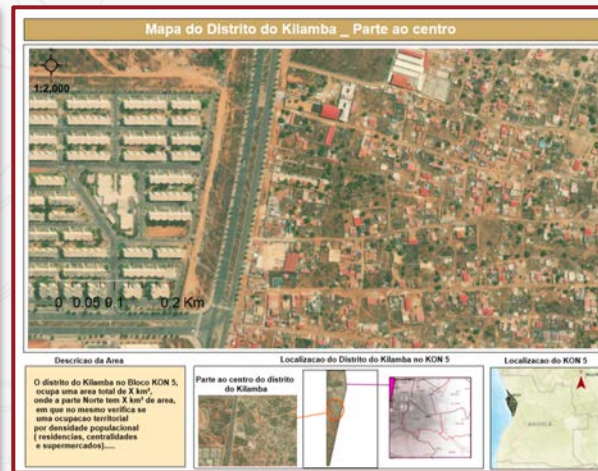 Mapa do Distrito do Kilamba _ Parte ao centro
1:2,000
0 0.05 0.1 0.2 Km
Descricao da Area
O distrito do Kilamba no Bloco KON 5,
ocupa uma area total de X km²,
onde a parte Norte tem X km² de area,
em que no mesmo verifica se
uma ocupacao territorial
por densidade populacional
( residencias, centralidades
e supermercados).....
Localizacao do Distrito do Kilamba no KON 5
Parte ao centro do distrito
do Kilamba
Localizacao do KON 5
ANGOLA